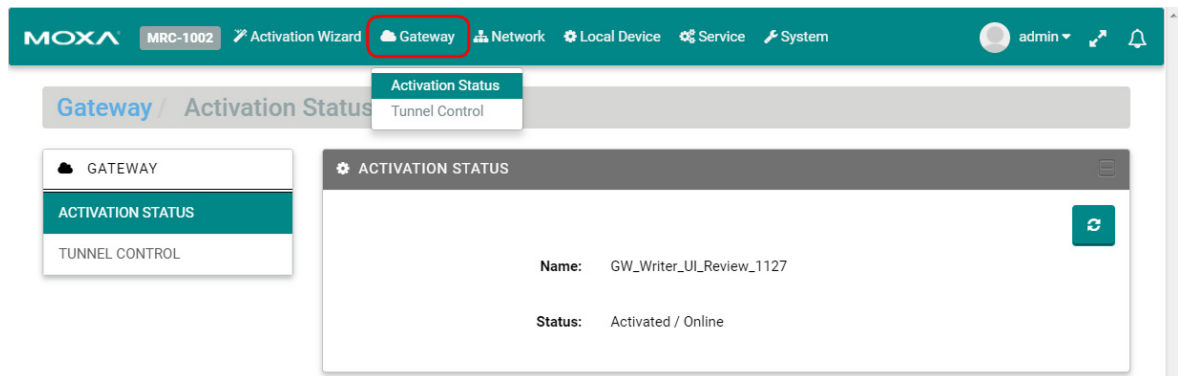 MOXA MRC-1002 Activation Wizard Gateway Network Local Device Service System admin
Activation Status
Tunnel Control
Gateway / Activation Status
GATEWAY
ACTIVATION STATUS
TUNNEL CONTROL
ACTIVATION STATUS
Name: GW_Writer_UI_Review_1127
Status: Activated / Online